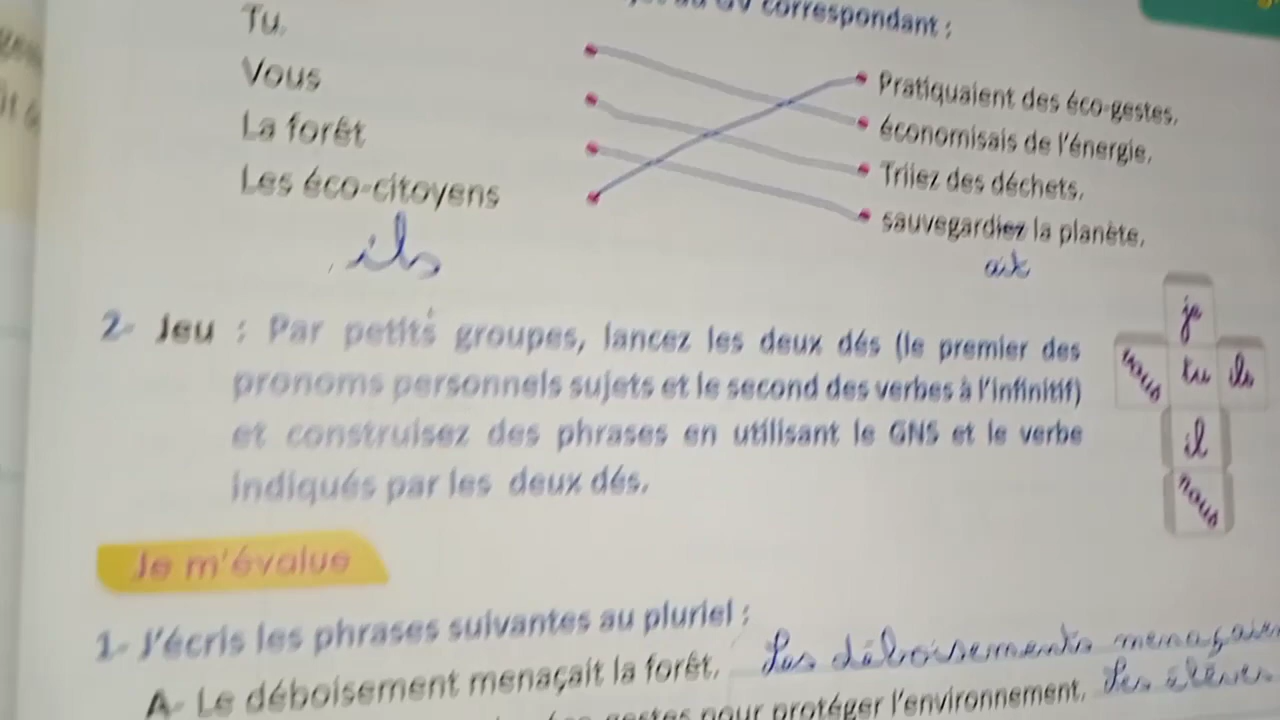 GV correspondant :
Tu
Vous
La forêt
Les éco-citoyens
ils
Pratiquaient des éco-gestes.
économisais de l'énergie.
Triiez des déchets.
sauvegardiez la planète.
ait
2- Jeu : Par petits groupes, lancez les deux dés (le premier des
pronoms personnels sujets et le second des verbes à l'infinitif)
et construisez des phrases en utilisant le GNS et le verbe
indiqués par les deux dés.
je
vous tu ils
il
nous
Je m'évalue
1- J'écris les phrases suivantes au pluriel :
A- Le déboisement menaçait la forêt. Les déboisements
gestes pour protéger l'environnement. Les élèves